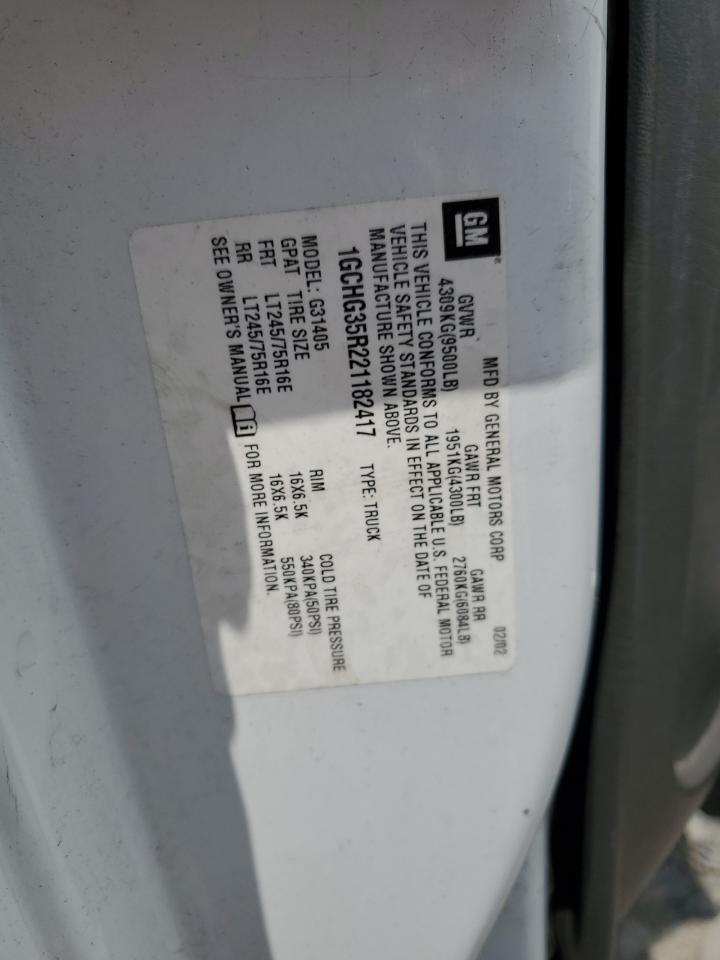 GM MFD BY GENERAL MOTORS CORP 02/02
GVWR GAWR FRT GAWR RR
4309KG(9500LB) 1951KG(4300LB) 2760KG(6084LB)
THIS VEHICLE CONFORMS TO ALL APPLICABLE U.S. FEDERAL MOTOR
VEHICLE SAFETY STANDARDS IN EFFECT ON THE DATE OF
MANUFACTURE SHOWN ABOVE.
1GCHG35R221182417 TYPE: TRUCK
MODEL: G31405
GPAT TIRE SIZE RIM COLD TIRE PRESSURE
FRT LT245/75R16E 16X6.5K 340KPA(50PSI)
RR LT245/75R16E 16X6.5K 550KPA(80PSI)
SEE OWNER'S MANUAL i FOR MORE INFORMATION.